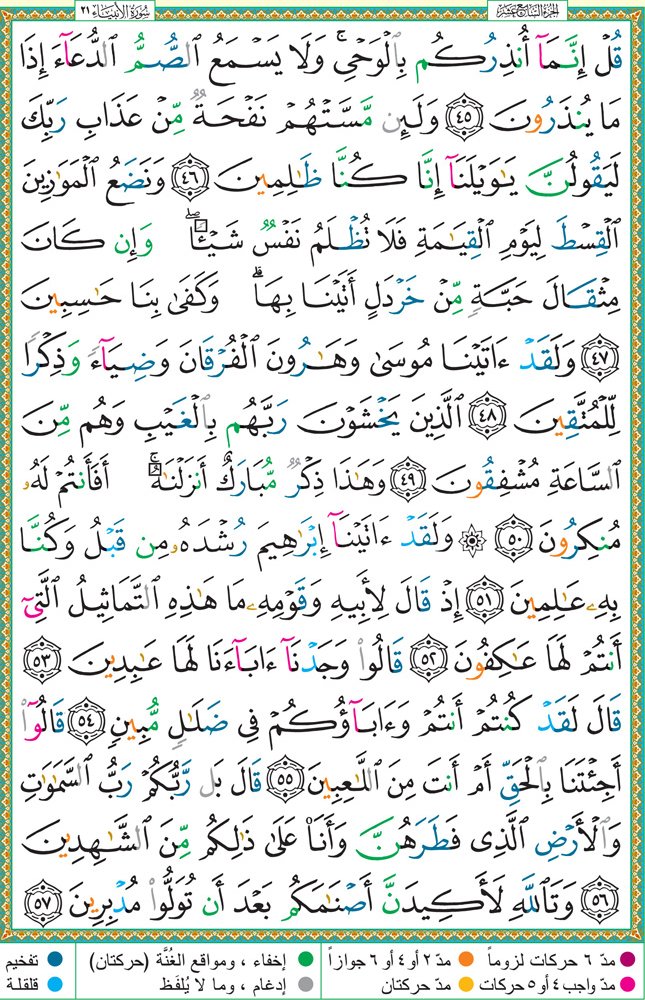 سُورَةُ الْأَنْبِيَاءِ ٢١
الجزء السابع عشر
قُلْ إِنَّمَآ أُنذِرُكُم بِٱلْوَحْىِ ۚ وَلَا يَسْمَعُ ٱلصُّمُّ ٱلدُّعَآءَ إِذَا
مَا يُنذَرُونَ ٤٥ وَلَئِن مَّسَّتْهُمْ نَفْحَةٌ مِّنْ عَذَابِ رَبِّكَ
لَيَقُولُنَّ يَـٰوَيْلَنَآ إِنَّا كُنَّا ظَـٰلِمِينَ ٤٦ وَنَضَعُ ٱلْمَوَٰزِينَ
ٱلْقِسْطَ لِيَوْمِ ٱلْقِيَـٰمَةِ فَلَا تُظْلَمُ نَفْسٌ شَيْـًٔا ۖ وَإِن كَانَ
مِثْقَالَ حَبَّةٍ مِّنْ خَرْدَلٍ أَتَيْنَا بِهَا ۗ وَكَفَىٰ بِنَا حَـٰسِبِينَ
٤٧ وَلَقَدْ ءَاتَيْنَا مُوسَىٰ وَهَـٰرُونَ ٱلْفُرْقَانَ وَضِيَآءً وَذِكْرًا
لِّلْمُتَّقِينَ ٤٨ ٱلَّذِينَ يَخْشَوْنَ رَبَّهُم بِٱلْغَيْبِ وَهُم مِّنَ
ٱلسَّاعَةِ مُشْفِقُونَ ٤٩ وَهَـٰذَا ذِكْرٌ مُّبَارَكٌ أَنزَلْنَـٰهُ ۚ أَفَأَنتُمْ لَهُۥ
مُنكِرُونَ ٥٠ ۞ وَلَقَدْ ءَاتَيْنَآ إِبْرَٰهِيمَ رُشْدَهُۥ مِن قَبْلُ وَكُنَّا
بِهِۦ عَـٰلِمِينَ ٥١ إِذْ قَالَ لِأَبِيهِ وَقَوْمِهِۦ مَا هَـٰذِهِ ٱلتَّمَاثِيلُ ٱلَّتِىٓ
أَنتُمْ لَهَا عَـٰكِفُونَ ٥٢ قَالُوا۟ وَجَدْنَآ ءَابَآءَنَا لَهَا عَـٰبِدِينَ ٥٣
قَالَ لَقَدْ كُنتُمْ أَنتُمْ وَءَابَآؤُكُمْ فِى ضَلَـٰلٍ مُّبِينٍ ٥٤ قَالُوٓا۟
أَجِئْتَنَا بِٱلْحَقِّ أَمْ أَنتَ مِنَ ٱللَّـٰعِبِينَ ٥٥ قَالَ بَل رَّبُّكُمْ رَبُّ ٱلسَّمَـٰوَٰتِ
وَٱلْأَرْضِ ٱلَّذِى فَطَرَهُنَّ وَأَنَا۠ عَلَىٰ ذَٰلِكُم مِّنَ ٱلشَّـٰهِدِينَ
٥٦ وَتَٱللَّهِ لَأَكِيدَنَّ أَصْنَـٰمَكُم بَعْدَ أَن تُوَلُّوا۟ مُدْبِرِينَ ٥٧
مدّ ٦ حركات لزوماً مدّ ٢ أو ٤ أو ٦ جوازاً إخفاء ، ومواقع الغُنَّة (حركتان) تفخيم
مدّ واجب ٤ أو ٥ حركات مدّ حركتان إدغام ، وما لا يُلفَظ قلقلة